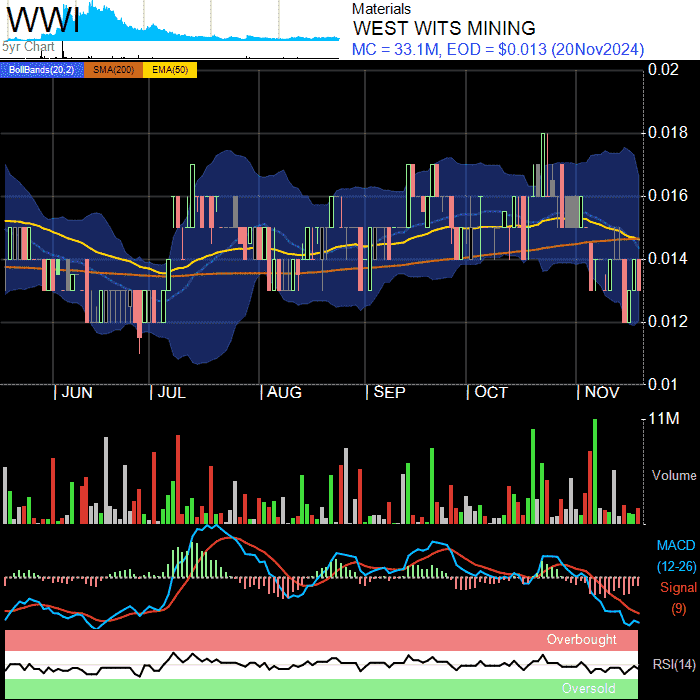 WWI
5yr Chart
Materials
WEST WITS MINING
MC = 33.1M, EOD = $0.013 (20Nov2024)
BollBands(20,2) SMA(200) EMA(50)
0.02
0.018
0.016
0.014
0.012
0.01
JUN JUL AUG SEP OCT NOV
11M
Volume
MACD
(12-26)
Signal
(9)
Overbought
RSI(14)
Oversold